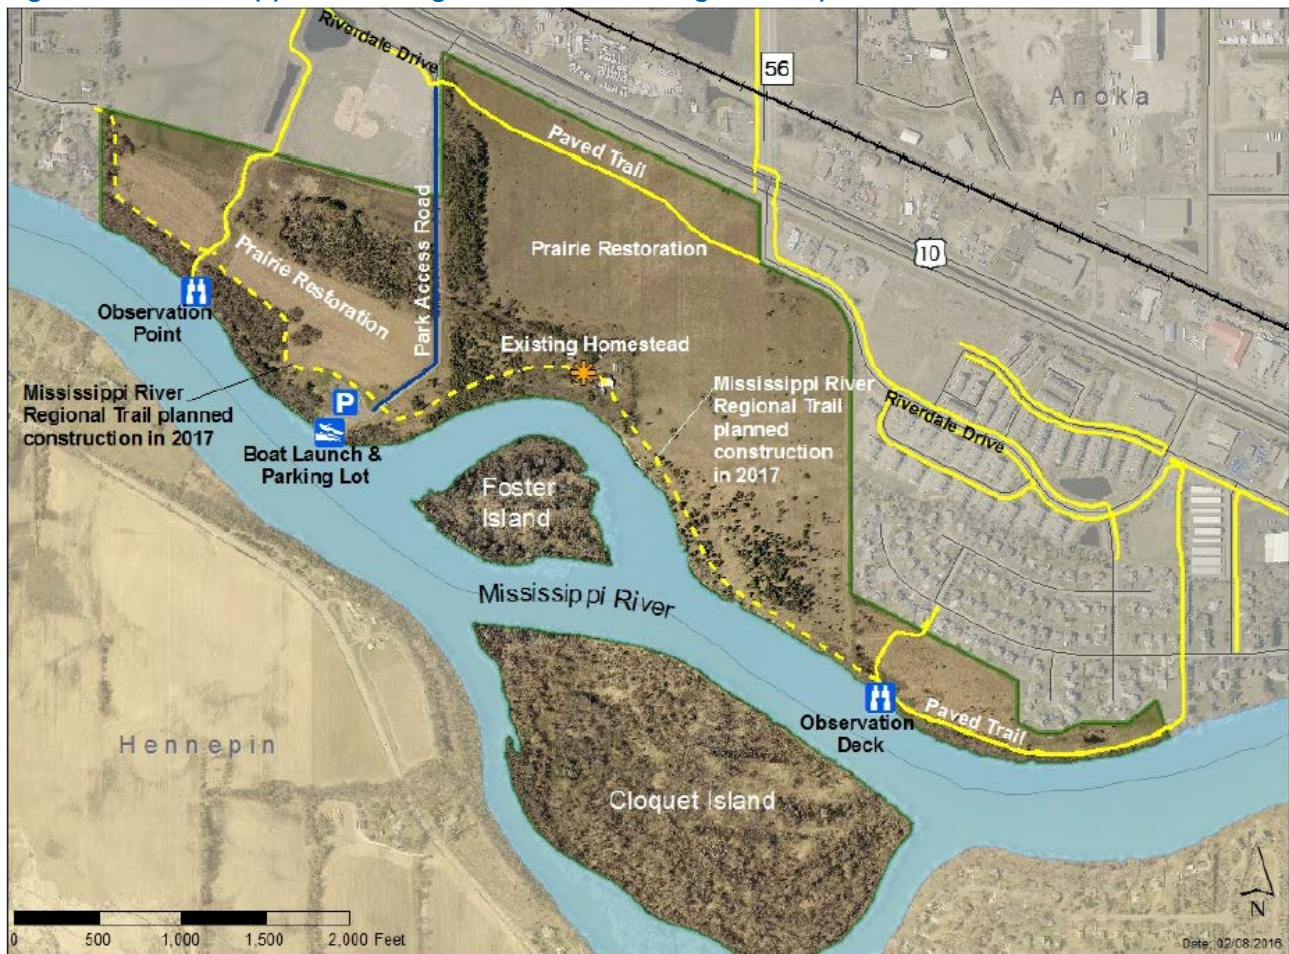 Riverdale Drive
56
Anoka
Paved Trail
Park Access Road
Prairie Restoration
Prairie Restoration
10
Observation
Point
Existing Homestead
Mississippi River
Regional Trail planned
construction in 2017
Mississippi River
Regional Trail
planned
construction
in 2017
Riverdale Drive
P
Boat Launch &
Parking Lot
Foster
Island
Mississippi River
Observation
Deck
Paved Trail
Hennepin
Cloquet Island
0 500 1,000 1,500 2,000 Feet
N
Date: 02/08/2016